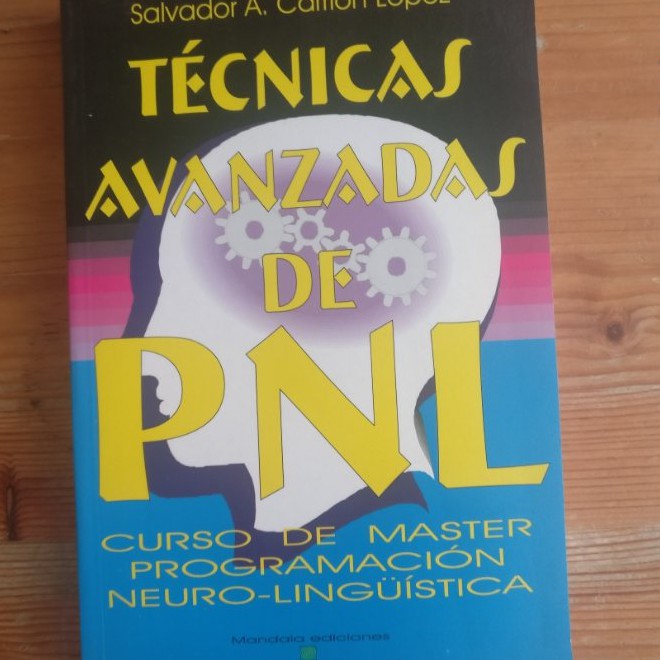 Salvador A. Carrión López
TÉCNICAS
AVANZADAS
DE
PNL
CURSO DE MASTER
PROGRAMACIÓN
NEURO-LINGÜÍSTICA
Mandala ediciones